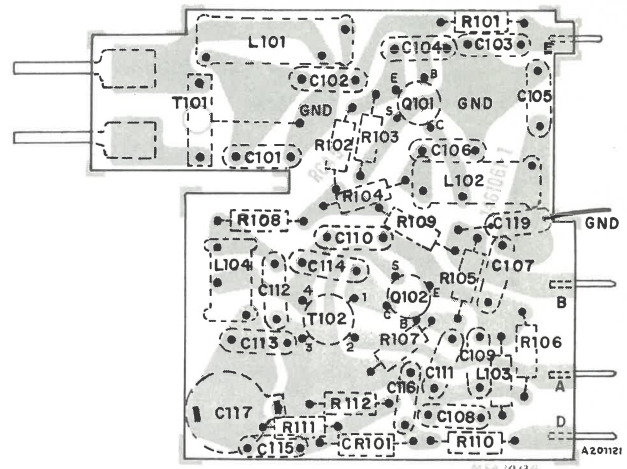 R101
L101
C104
C103
E
C102
E
B
T101
GND
Q101
GND
C105
S
C
R102
R103
C101
C106
L102
R104
R108
R109
C119
GND
C110
L104
C114
R105
C107
C112
S
Q102
E
B
4
1
T102
C
B
C113
3
2
R107
C109
R106
C111
L103
A
C116
R112
C117
C108
D
R111
C115
CR101
R110
A201121